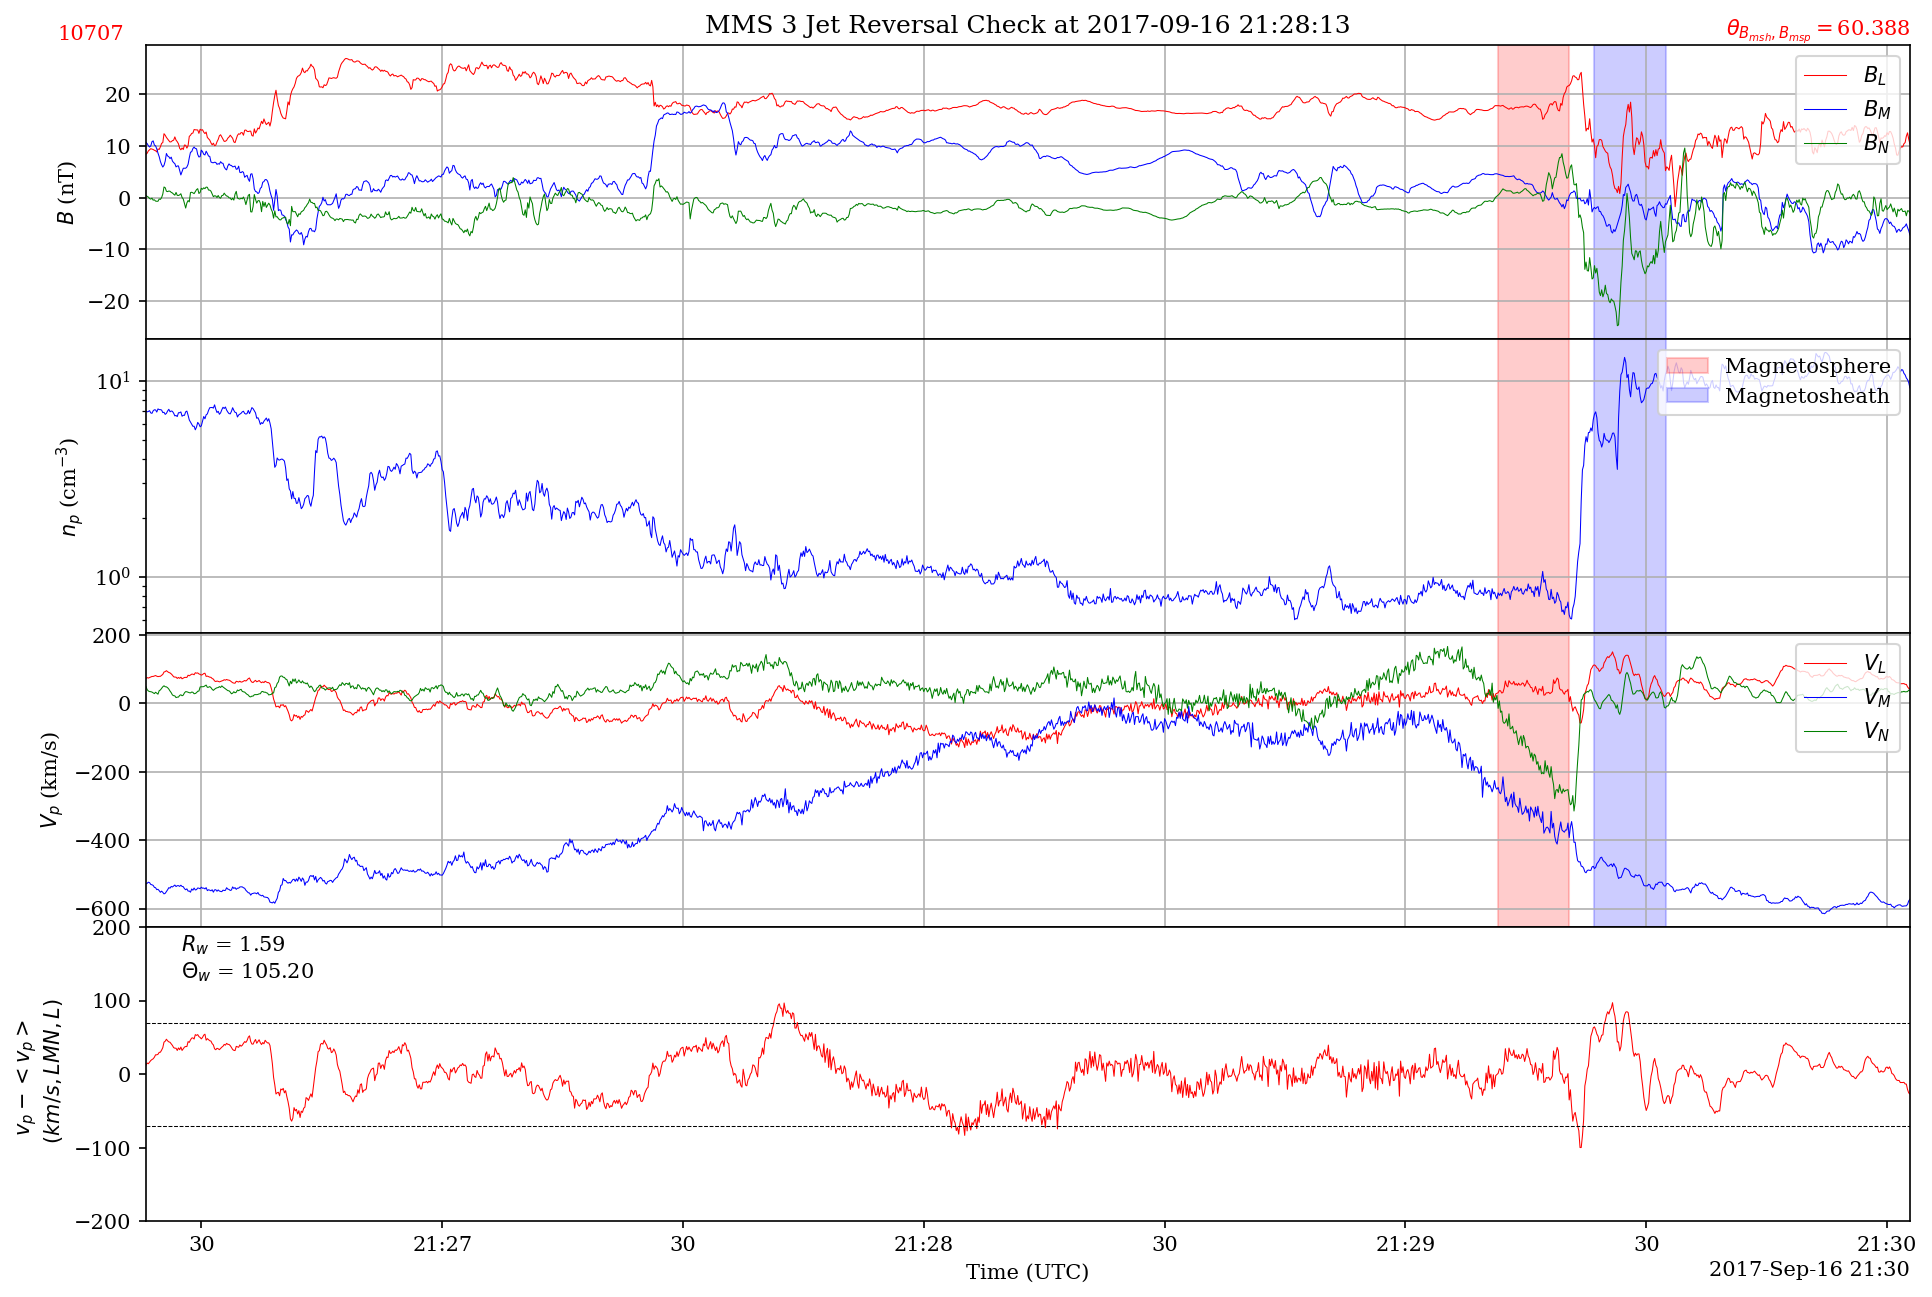 10707
MMS 3 Jet Reversal Check at 2017-09-16 21:28:13
θ_{B_{msh}, B_{msp}} = 60.388
B (nT)
20
10
0
−10
−20
B_L
B_M
B_N
n_p (cm⁻³)
10¹
10⁰
Magnetosphere
Magnetosheath
V_p (km/s)
200
0
−200
−400
−600
V_L
V_M
V_N
v_p − < v_p >
(km/s, LMN, L)
200
100
0
−100
−200
R_w = 1.59
Θ_w = 105.20
30 21:27 30 21:28 30 21:29 30 21:30
Time (UTC)
2017-Sep-16 21:30